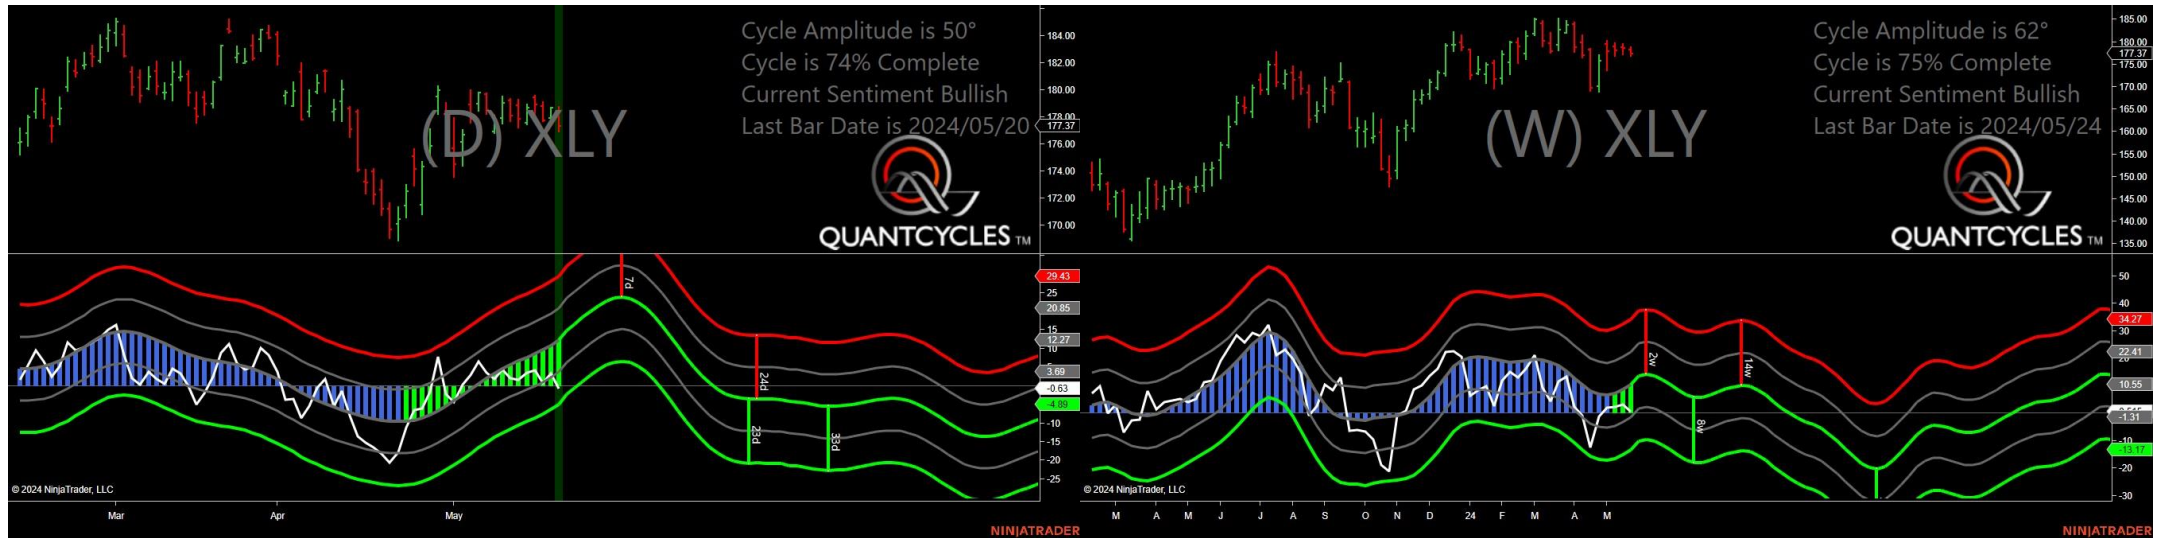 Cycle Amplitude is 50°
Cycle is 74% Complete
Current Sentiment Bullish
Last Bar Date is 2024/05/20
(D) XLY
QUANTCYCLES TM
184.00
182.00
180.00
178.00
177.37
176.00
174.00
172.00
170.00
7d
24d
23d
33d
29.43
25
20.85
15
12.27
10
3.69
-0.63
-4.89
-10
-15
-20
-25
© 2024 NinjaTrader, LLC
Mar
Apr
May
NINJATRADER
Cycle Amplitude is 62°
Cycle is 75% Complete
Current Sentiment Bullish
Last Bar Date is 2024/05/24
(W) XLY
QUANTCYCLES TM
185.00
180.00
177.37
175.00
170.00
165.00
160.00
155.00
150.00
145.00
140.00
135.00
2w
14w
8w
50
40
34.27
30
22.41
20
10.55
-1.31
-10
-13.17
-20
-30
© 2024 NinjaTrader, LLC
M A M J J A S O N D 24 F M A M
NINJATRADER